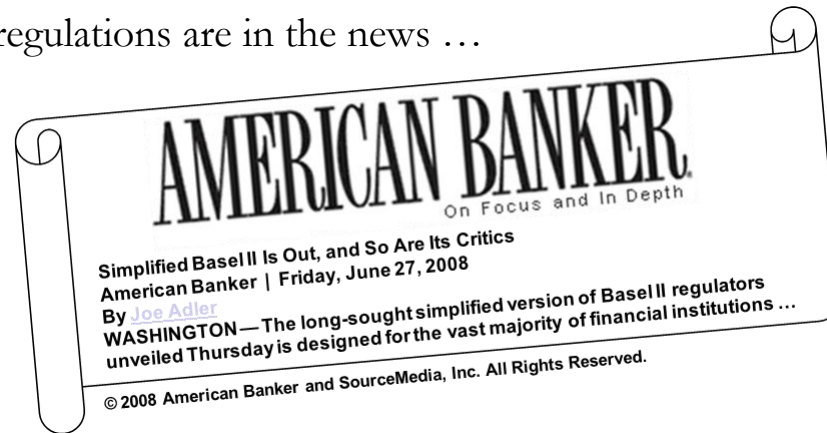 regulations are in the news …
AMERICAN BANKER.
On Focus and In Depth
Simplified Basel II Is Out, and So Are Its Critics
American Banker | Friday, June 27, 2008
By Joe Adler
WASHINGTON — The long-sought simplified version of Basel II regulators
unveiled Thursday is designed for the vast majority of financial institutions …
© 2008 American Banker and SourceMedia, Inc. All Rights Reserved.